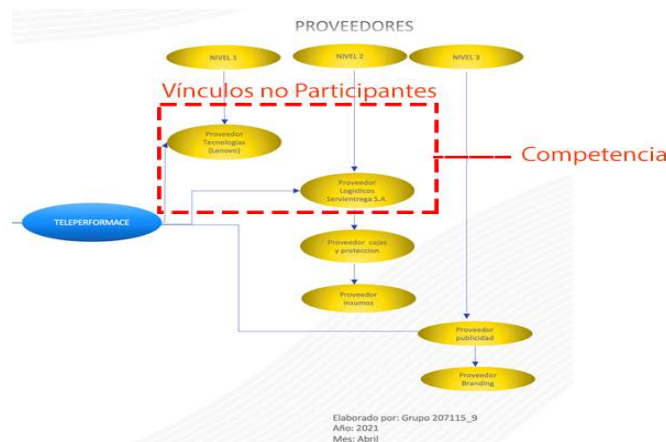 PROVEEDORES
NIVEL 1
NIVEL 2
NIVEL 3
Vínculos no Participantes
Proveedor
Tecnologías
(Lenovo)
Competencia
Proveedor
Logísticos
Servientrega S.A.
TELEPERFORMACE
Proveedor cajas
y proteccion
Proveedor
insumos
Proveedor
publicidad
Proveedor
Branding
Elaborado por: Grupo 207115_9
Año: 2021
Mes: Abril